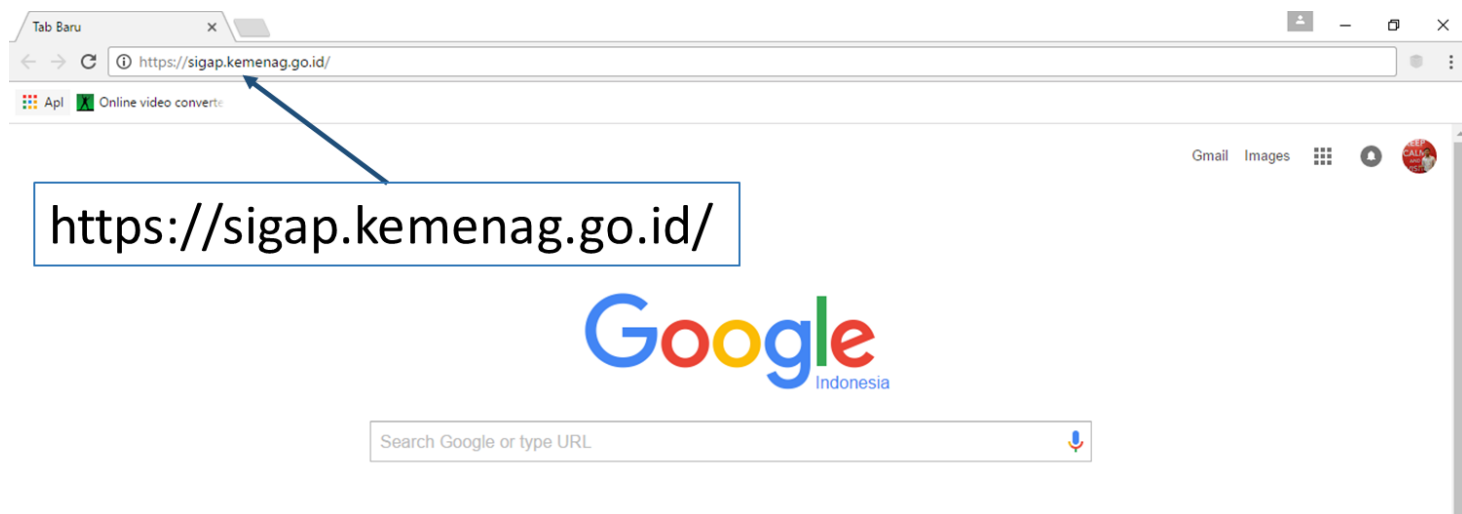 Tab Baru
https://sigap.kemenag.go.id/
Apl Online video converte
Gmail Images
https://sigap.kemenag.go.id/
Google
Indonesia
Search Google or type URL